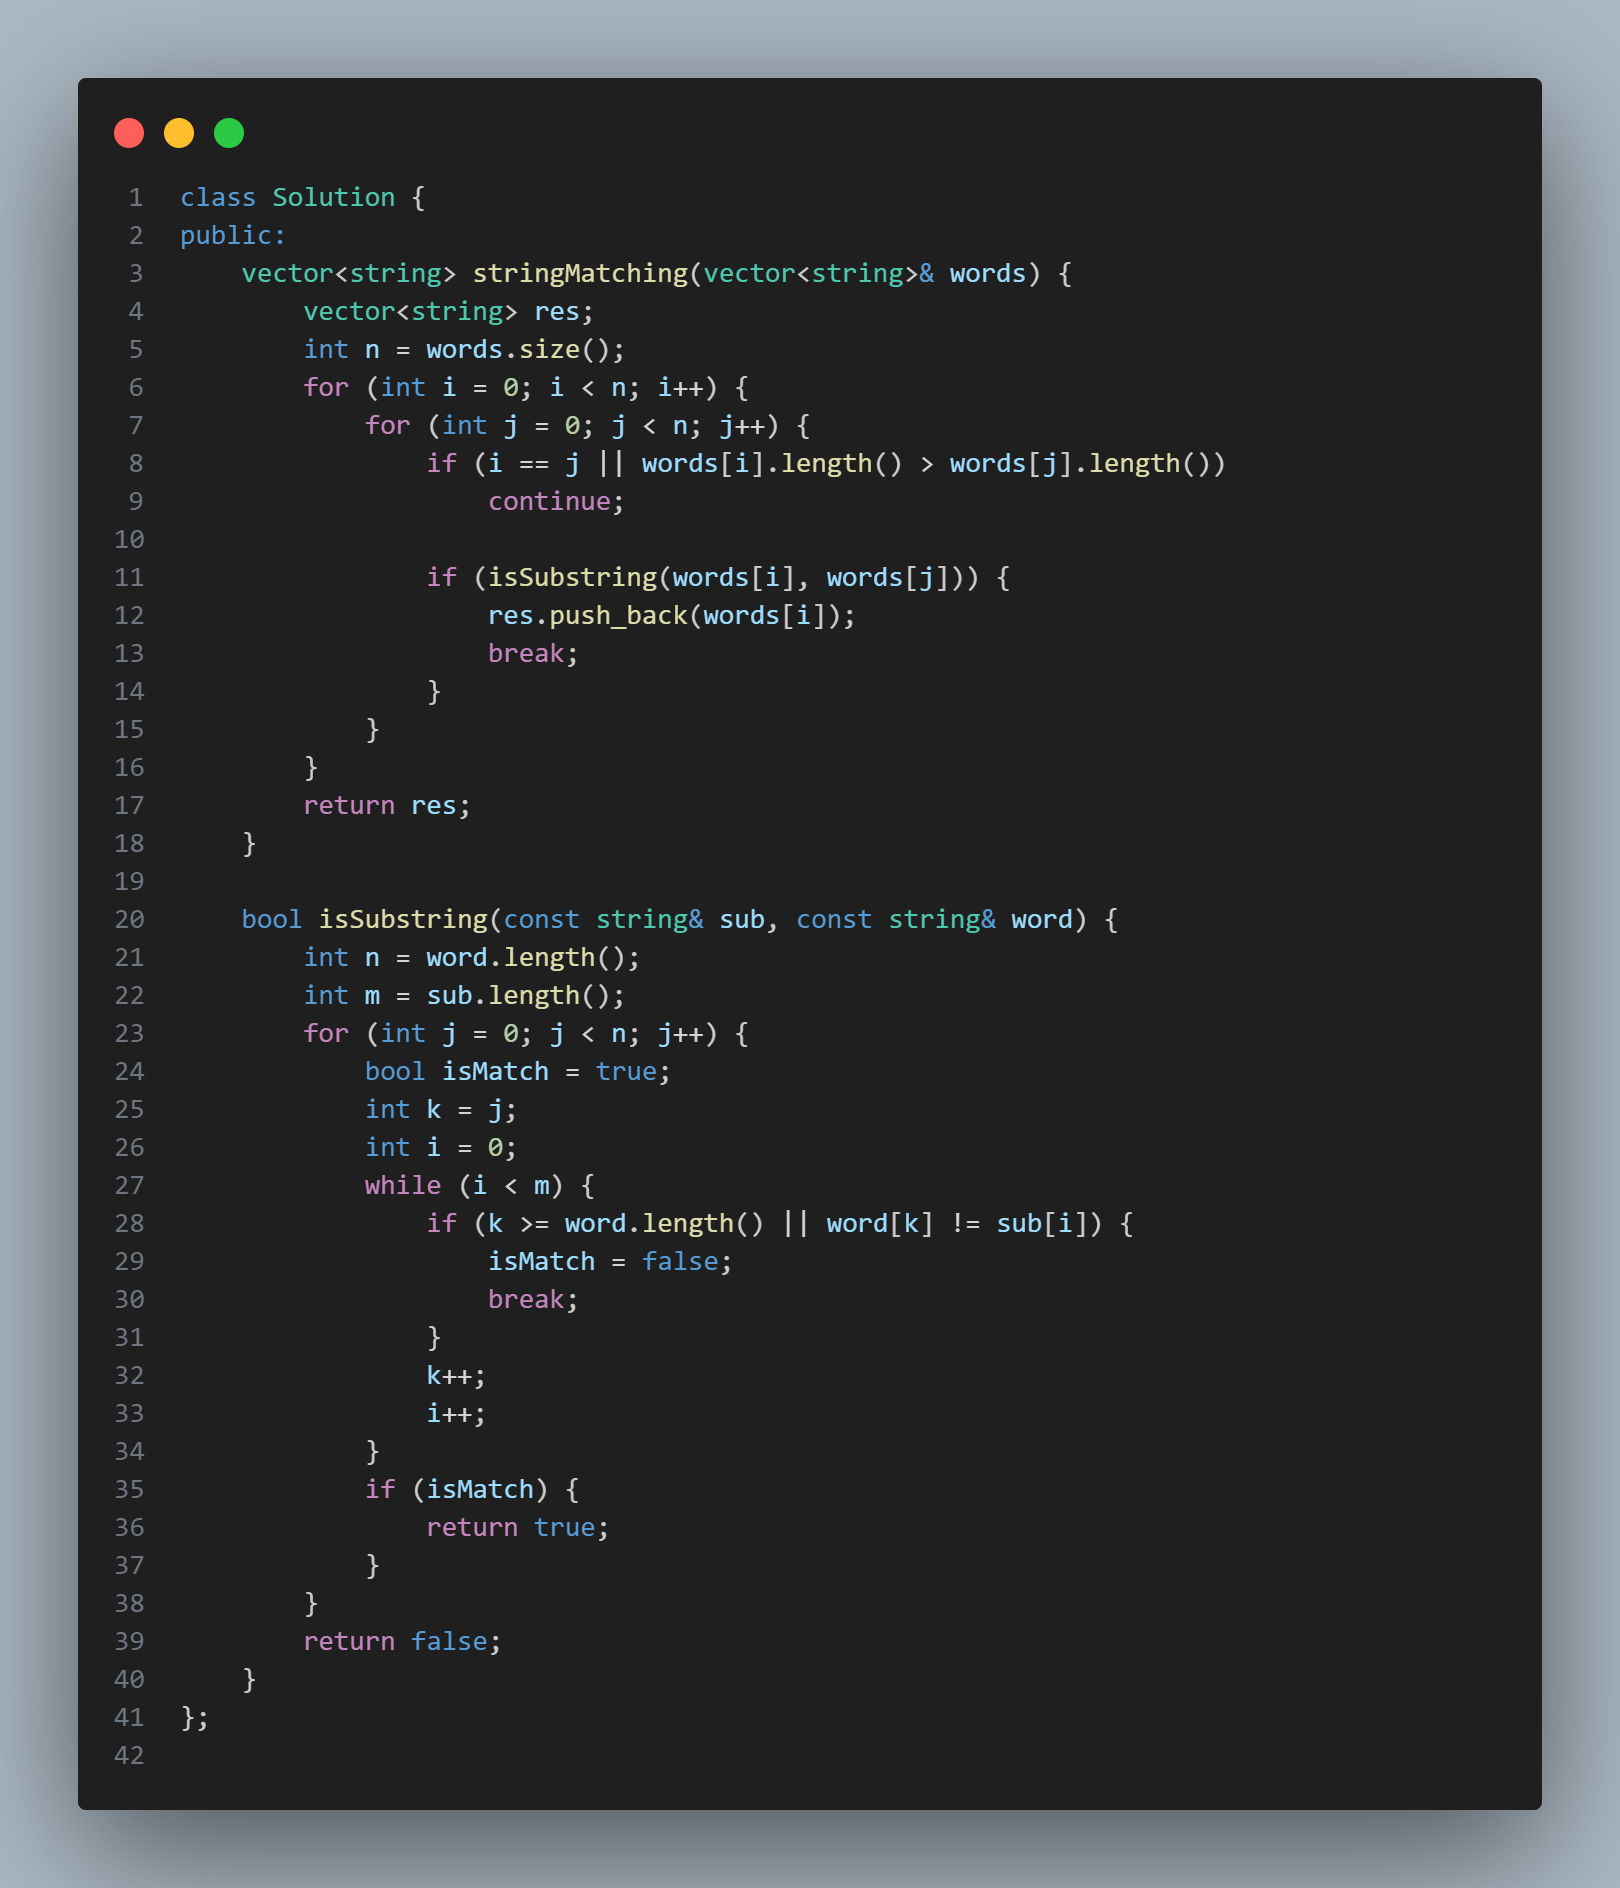 1 class Solution {
2 public:
3     vector<string> stringMatching(vector<string>& words) {
4         vector<string> res;
5         int n = words.size();
6         for (int i = 0; i < n; i++) {
7             for (int j = 0; j < n; j++) {
8                 if (i == j || words[i].length() > words[j].length())
9                     continue;
10
11                 if (isSubstring(words[i], words[j])) {
12                     res.push_back(words[i]);
13                     break;
14                 }
15             }
16         }
17         return res;
18     }
19
20     bool isSubstring(const string& sub, const string& word) {
21         int n = word.length();
22         int m = sub.length();
23         for (int j = 0; j < n; j++) {
24             bool isMatch = true;
25             int k = j;
26             int i = 0;
27             while (i < m) {
28                 if (k >= word.length() || word[k] != sub[i]) {
29                     isMatch = false;
30                     break;
31                 }
32                 k++;
33                 i++;
34             }
35             if (isMatch) {
36                 return true;
37             }
38         }
39         return false;
40     }
41 };
42